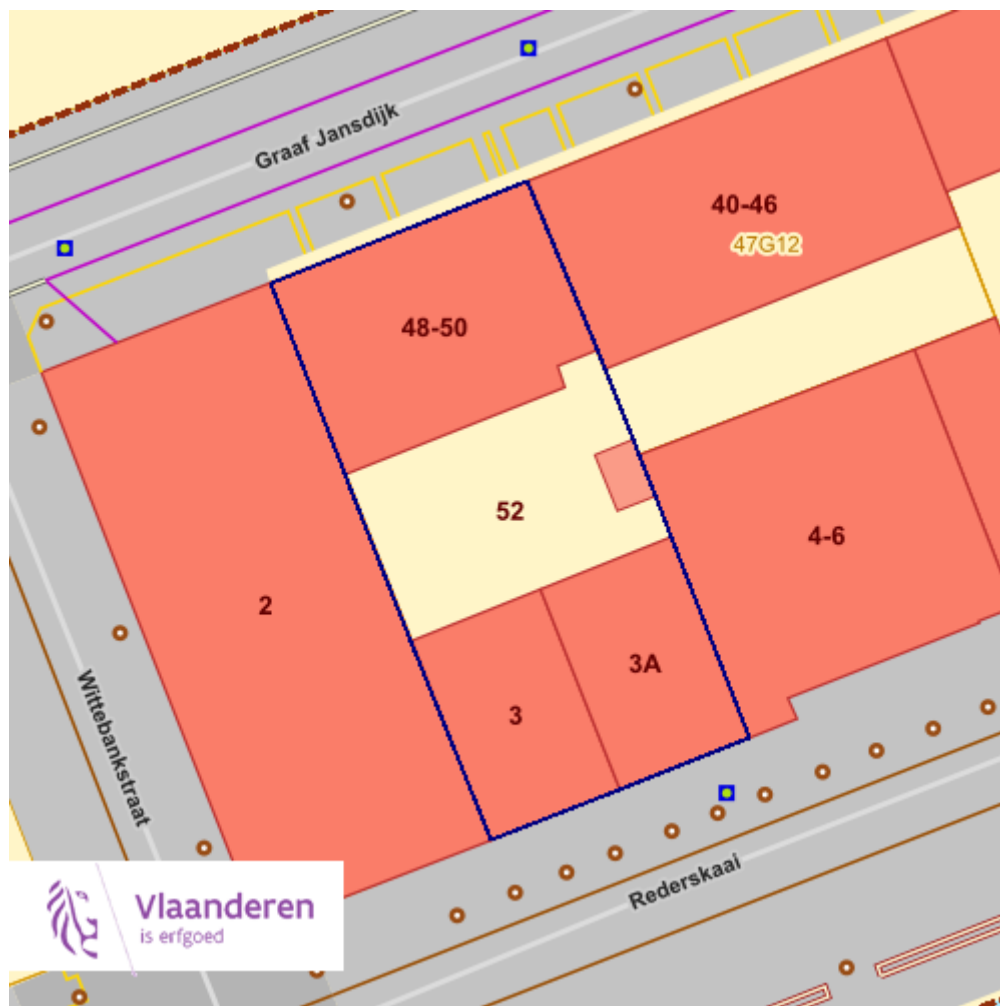 Graaf Jansdijk
40-46
47G12
48-50
52
4-6
2
3A
3
Wittebankstraat
Rederskaai
Vlaanderen
is erfgoed